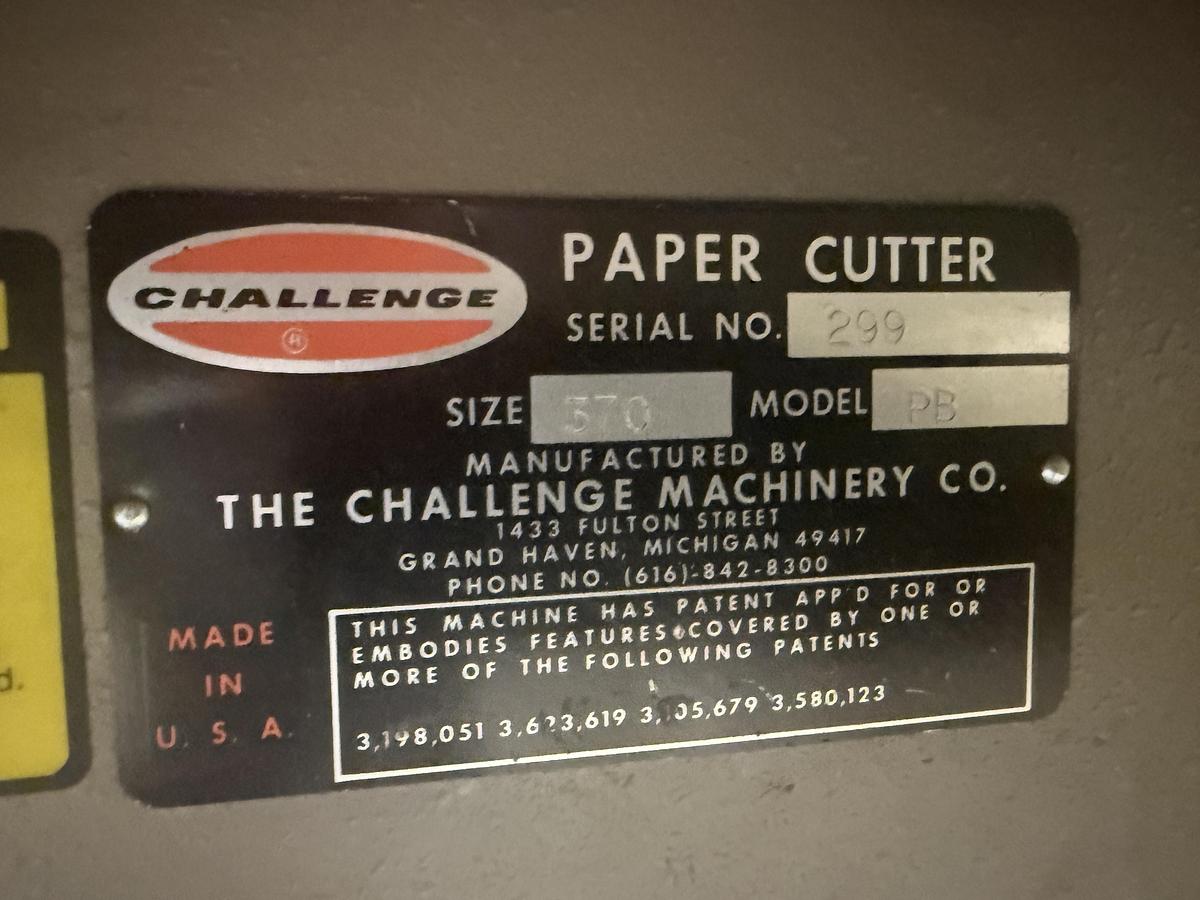 CHALLENGE
®
PAPER CUTTER
SERIAL NO. 299
SIZE 370 MODEL PB
MANUFACTURED BY
THE CHALLENGE MACHINERY CO.
1433 FULTON STREET
GRAND HAVEN, MICHIGAN 49417
PHONE NO. (616)-842-8300
MADE
IN
U. S. A.
THIS MACHINE HAS PATENT APP'D FOR OR
EMBODIES FEATURES COVERED BY ONE OR
MORE OF THE FOLLOWING PATENTS
3,198,051 3,580,123
d.